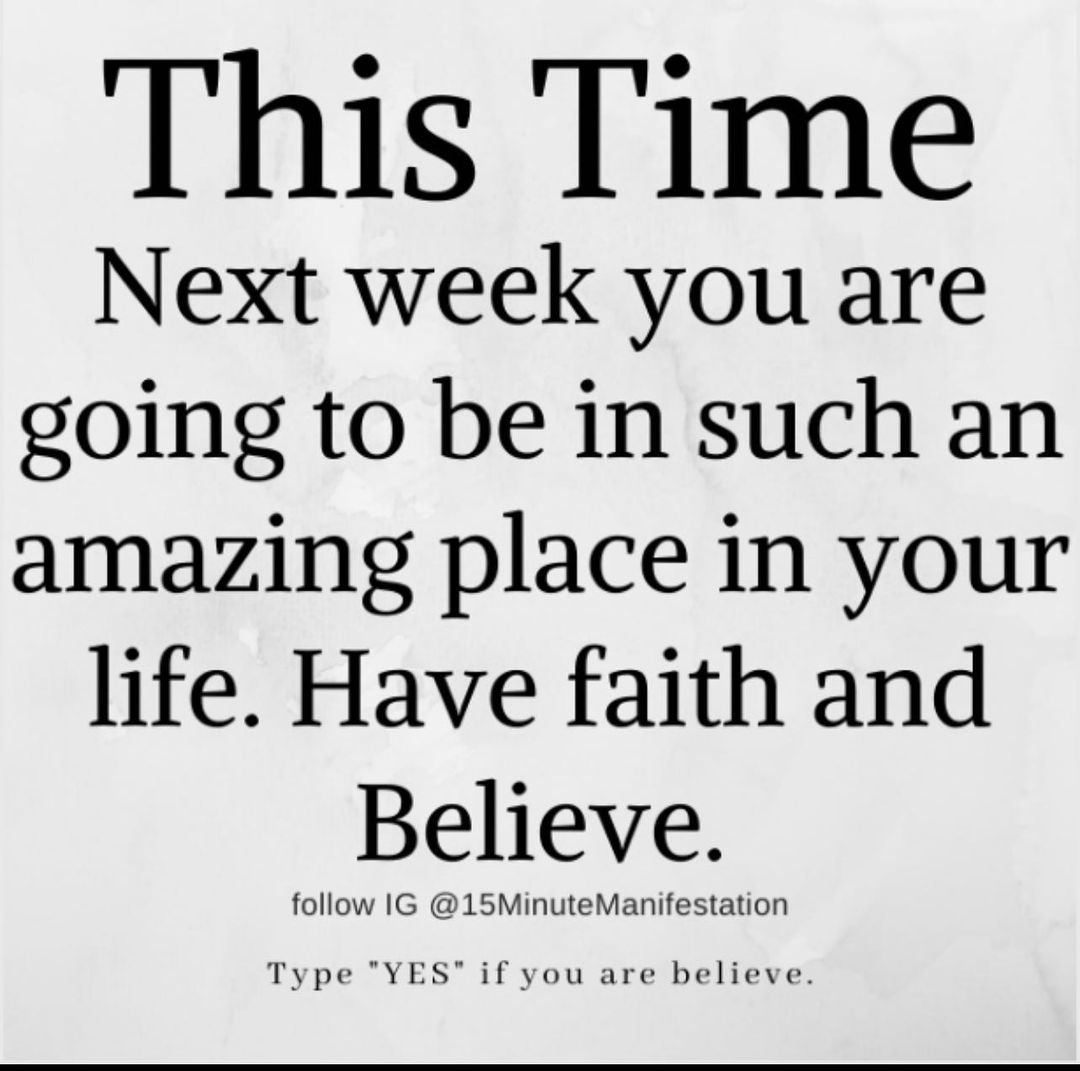 This Time
Next week you are
going to be in such an
amazing place in your
life. Have faith and
Believe.
follow IG @15MinuteManifestation
Type "YES" if you are believe.